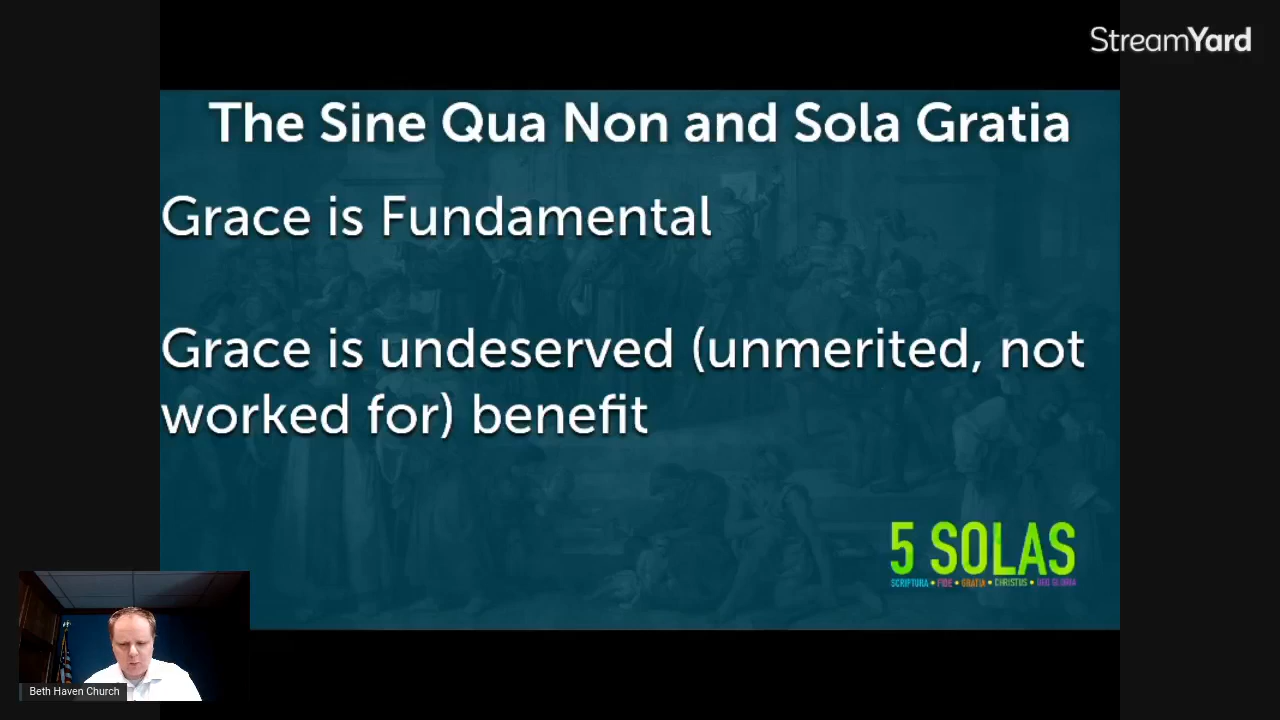 StreamYard
The Sine Qua Non and Sola Gratia
Grace is Fundamental
Grace is undeserved (unmerited, not
worked for) benefit
5 SOLAS
SCRIPTURA • FIDE • GRATIA • CHRISTUS • DEO GLORIA
Beth Haven Church